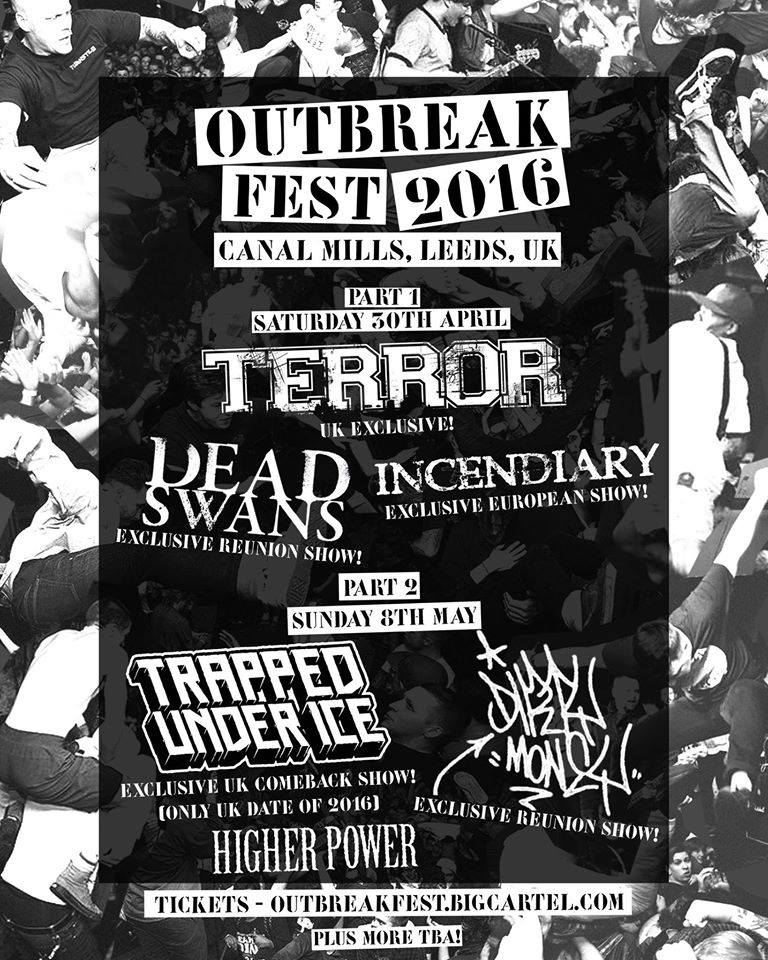 OUTBREAK
FEST 2016
CANAL MILLS, LEEDS, UK
PART 1
SATURDAY 30TH APRIL
TERROR
UK EXCLUSIVE!
DEAD
SWANS
EXCLUSIVE REUNION SHOW!
INCENDIARY
EXCLUSIVE EUROPEAN SHOW!
PART 2
SUNDAY 8TH MAY
TRAPPED
UNDER ICE
EXCLUSIVE UK COMEBACK SHOW!
(ONLY UK DATE OF 2016)
DIRTY
"MONEY"
EXCLUSIVE REUNION SHOW!
HIGHER POWER
TICKETS - OUTBREAKFEST.BIGCARTEL.COM
PLUS MORE TBA!